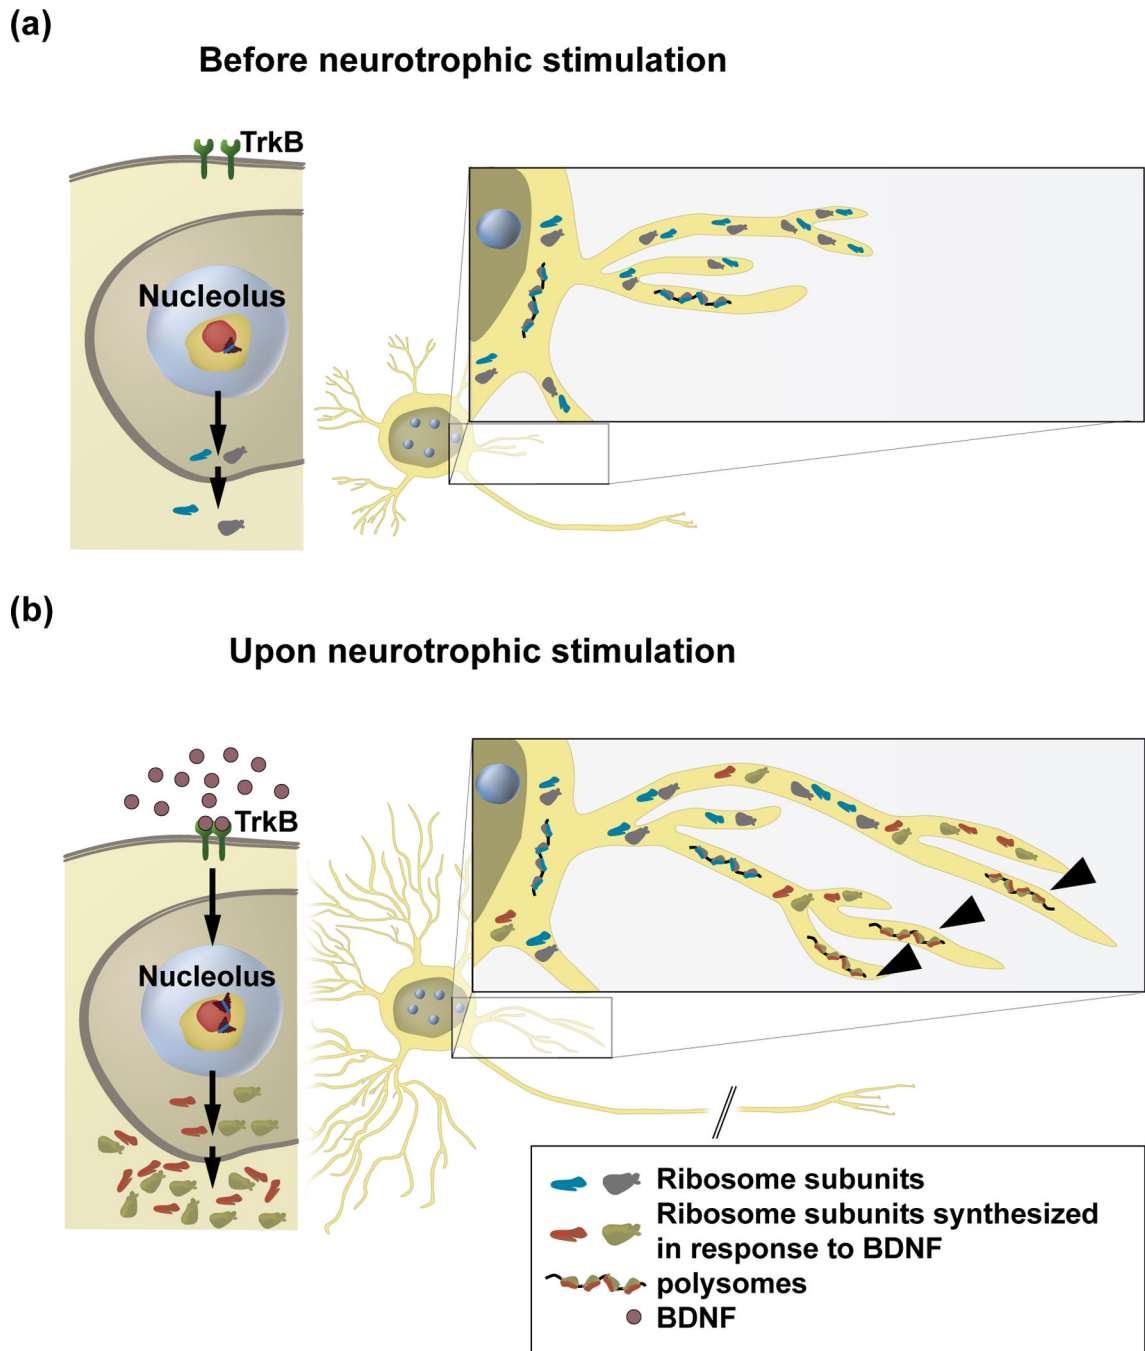 (a)
Before neurotrophic stimulation
TrkB
Nucleolus
(b)
Upon neurotrophic stimulation
TrkB
Nucleolus
Ribosome subunits
Ribosome subunits synthesized
in response to BDNF
polysomes
BDNF